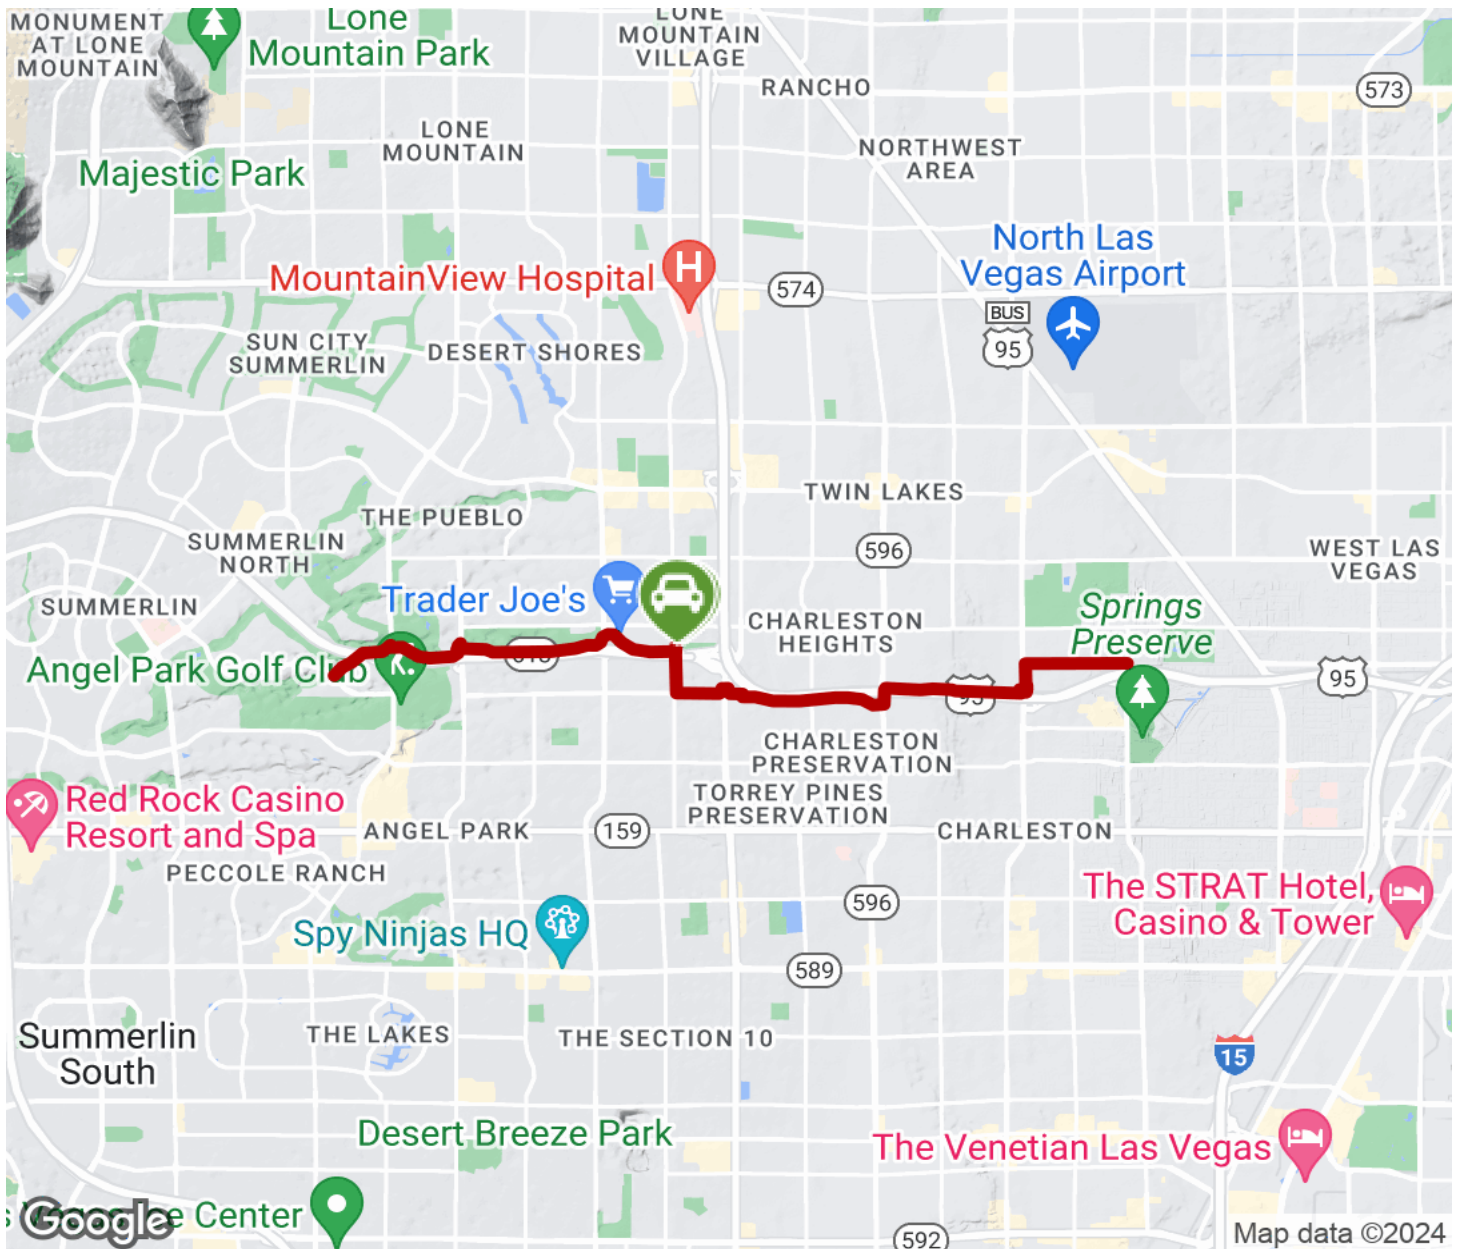 MONUMENT
AT LONE
MOUNTAIN
Lone
Mountain Park
LONE
MOUNTAIN
VILLAGE
RANCHO
573
LONE
MOUNTAIN
NORTHWEST
AREA
Majestic Park
North Las
Vegas Airport
MountainView Hospital
H
574
BUS
95
SUN CITY
SUMMERLIN
DESERT SHORES
TWIN LAKES
THE PUEBLO
SUMMERLIN
NORTH
596
WEST LAS
VEGAS
Trader Joe's
SUMMERLIN
CHARLESTON
HEIGHTS
Springs
Preserve
Angel Park Golf Club
K.
95
95
CHARLESTON
PRESERVATION
TORREY PINES
PRESERVATION
Red Rock Casino
Resort and Spa
ANGEL PARK
159
CHARLESTON
PECCOLE RANCH
The STRAT Hotel,
Casino & Tower
596
Spy Ninjas HQ
589
Summerlin
South
THE LAKES
THE SECTION 10
15
Desert Breeze Park
The Venetian Las Vegas
Center
Google
592
Map data ©2024